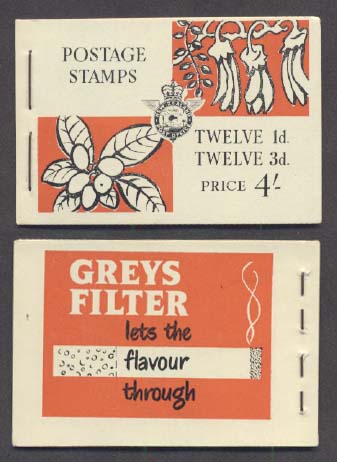 POSTAGE
STAMPS
TWELVE 1d.
TWELVE 3d.
PRICE 4/-
GREYS
FILTER
lets the
flavour
through